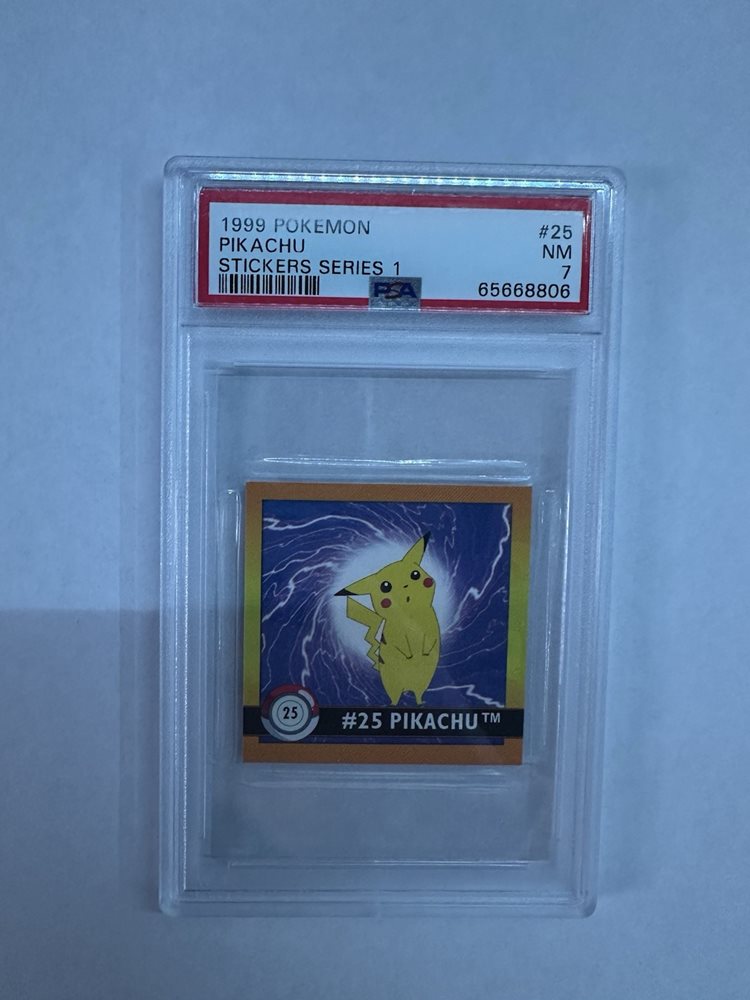 1999 POKEMON #25
PIKACHU NM
STICKERS SERIES 1 7
PSA 65668806
25 #25 PIKACHU™